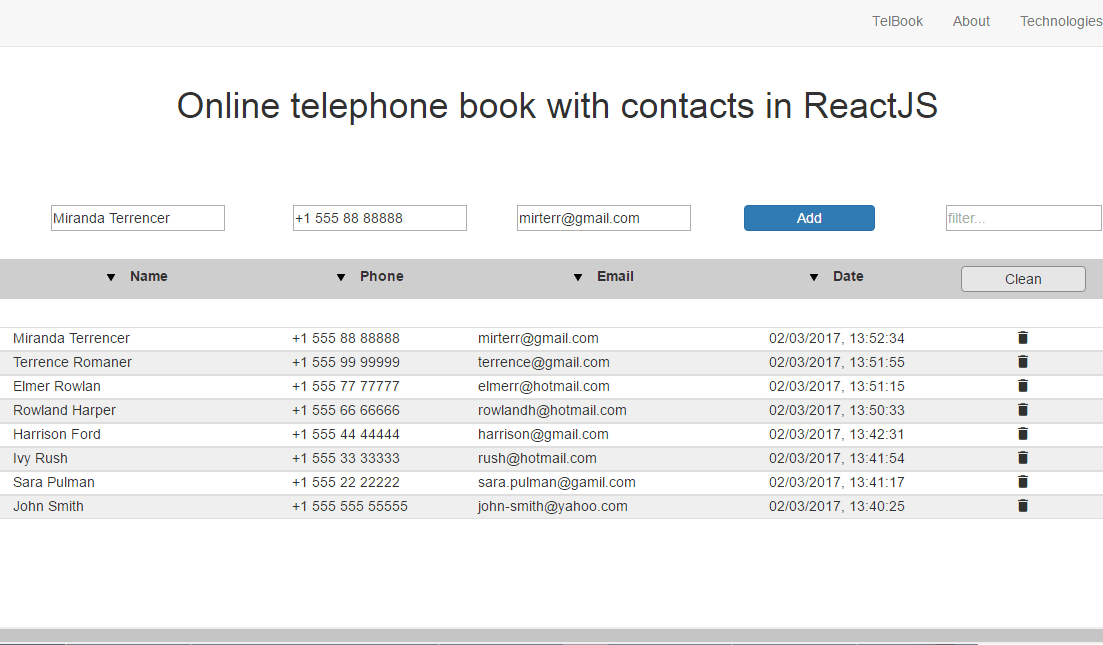 TelBook About Technologies
Online telephone book with contacts in ReactJS
Miranda Terrencer +1 555 88 88888 mirterr@gmail.com Add filter...
Name Phone Email Date Clean
Miranda Terrencer +1 555 88 88888 mirterr@gmail.com 02/03/2017, 13:52:34
Terrence Romaner +1 555 99 99999 terrence@gmail.com 02/03/2017, 13:51:55
Elmer Rowlan +1 555 77 77777 elmerr@hotmail.com 02/03/2017, 13:51:15
Rowland Harper +1 555 66 66666 rowlandh@hotmail.com 02/03/2017, 13:50:33
Harrison Ford +1 555 44 44444 harrison@gmail.com 02/03/2017, 13:42:31
Ivy Rush +1 555 33 33333 rush@hotmail.com 02/03/2017, 13:41:54
Sara Pulman +1 555 22 22222 sara.pulman@gamil.com 02/03/2017, 13:41:17
John Smith +1 555 555 55555 john-smith@yahoo.com 02/03/2017, 13:40:25